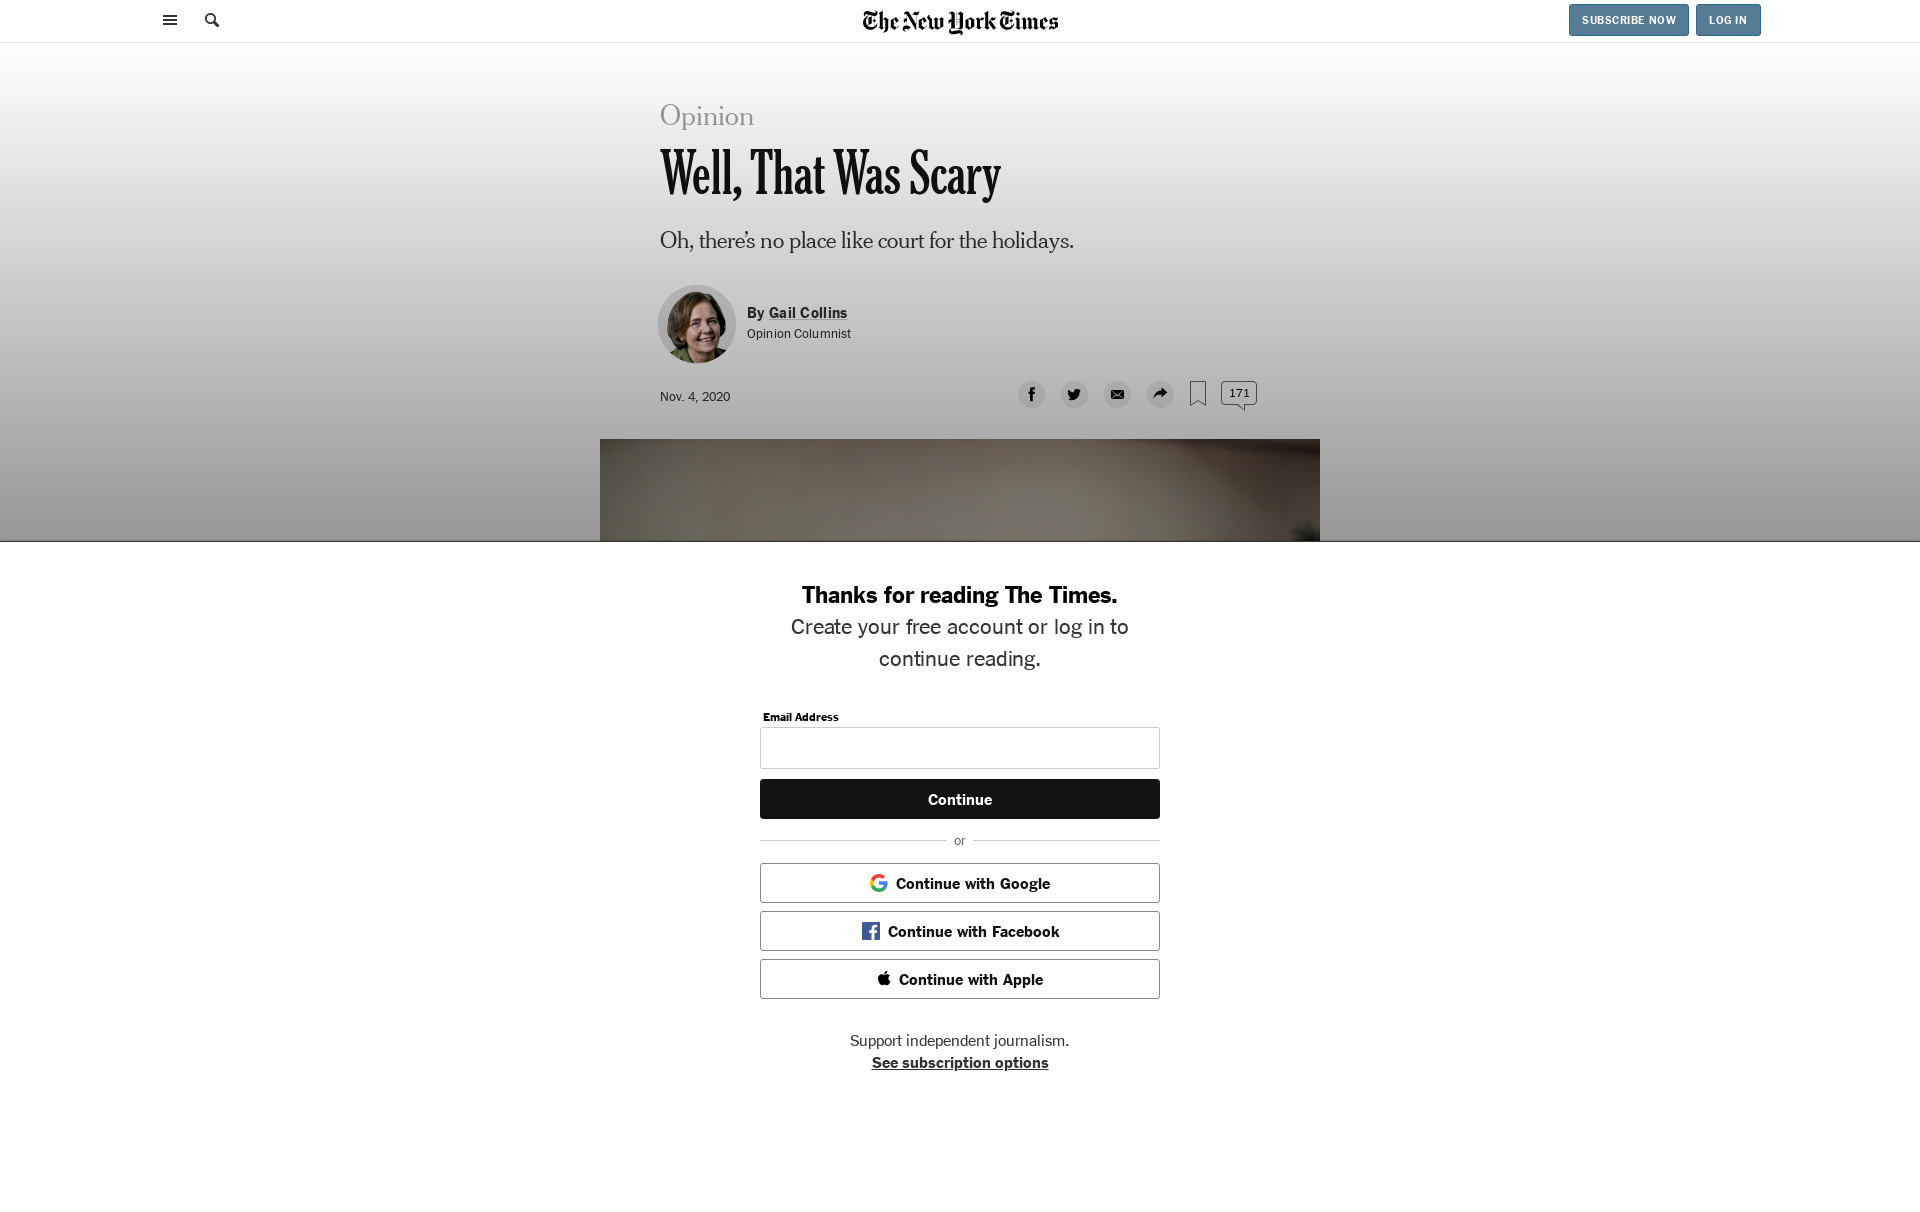 The New York Times
SUBSCRIBE NOW
LOG IN
Opinion
Well, That Was Scary
Oh, there’s no place like court for the holidays.
By Gail Collins
Opinion Columnist
Nov. 4, 2020
171
Thanks for reading The Times.
Create your free account or log in to
continue reading.
Email Address
Continue
or
Continue with Google
Continue with Facebook
Continue with Apple
Support independent journalism.
See subscription options